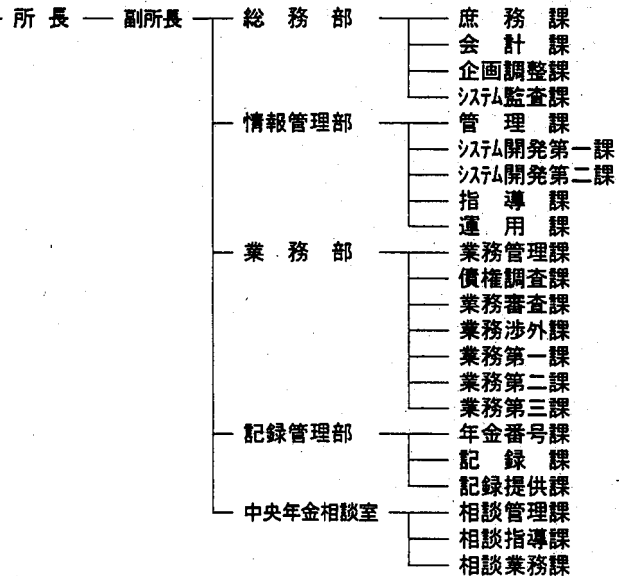 所長 副所長 総務部 庶務課
会計課
企画調整課
システム監査課
情報管理部 管理課
システム開発第一課
システム開発第二課
指導課
運用課
業務部 業務管理課
債権調査課
業務審査課
業務渉外課
業務第一課
業務第二課
業務第三課
記録管理部 年金番号課
記録課
記録提供課
中央年金相談室 相談管理課
相談指導課
相談業務課